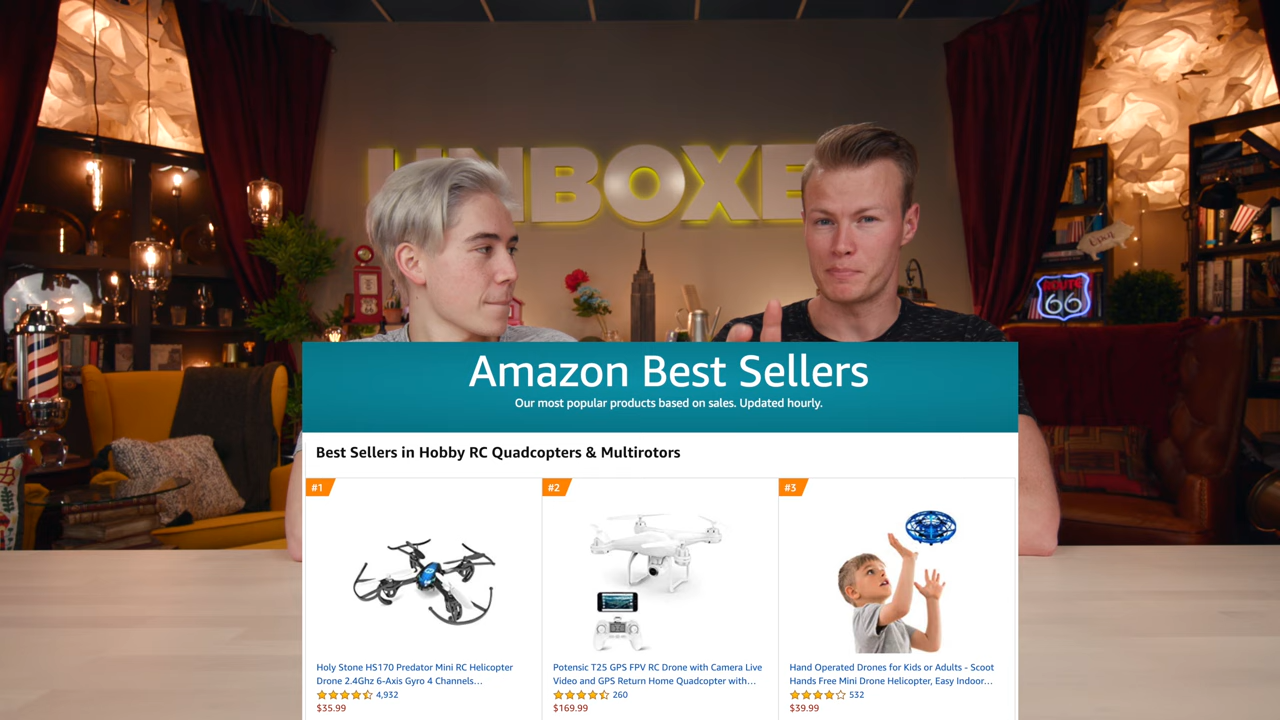 UNBOXE
ROUTE
66
Amazon Best Sellers
Our most popular products based on sales. Updated hourly.
Best Sellers in Hobby RC Quadcopters & Multirotors
#1
#2
#3
Holy Stone HS170 Predator Mini RC Helicopter
Drone 2.4Ghz 6-Axis Gyro 4 Channels...
4,932
$35.99
Potensic T25 GPS FPV RC Drone with Camera Live
Video and GPS Return Home Quadcopter with...
260
$169.99
Hand Operated Drones for Kids or Adults - Scoot
Hands Free Mini Drone Helicopter, Easy Indoor...
532
$39.99